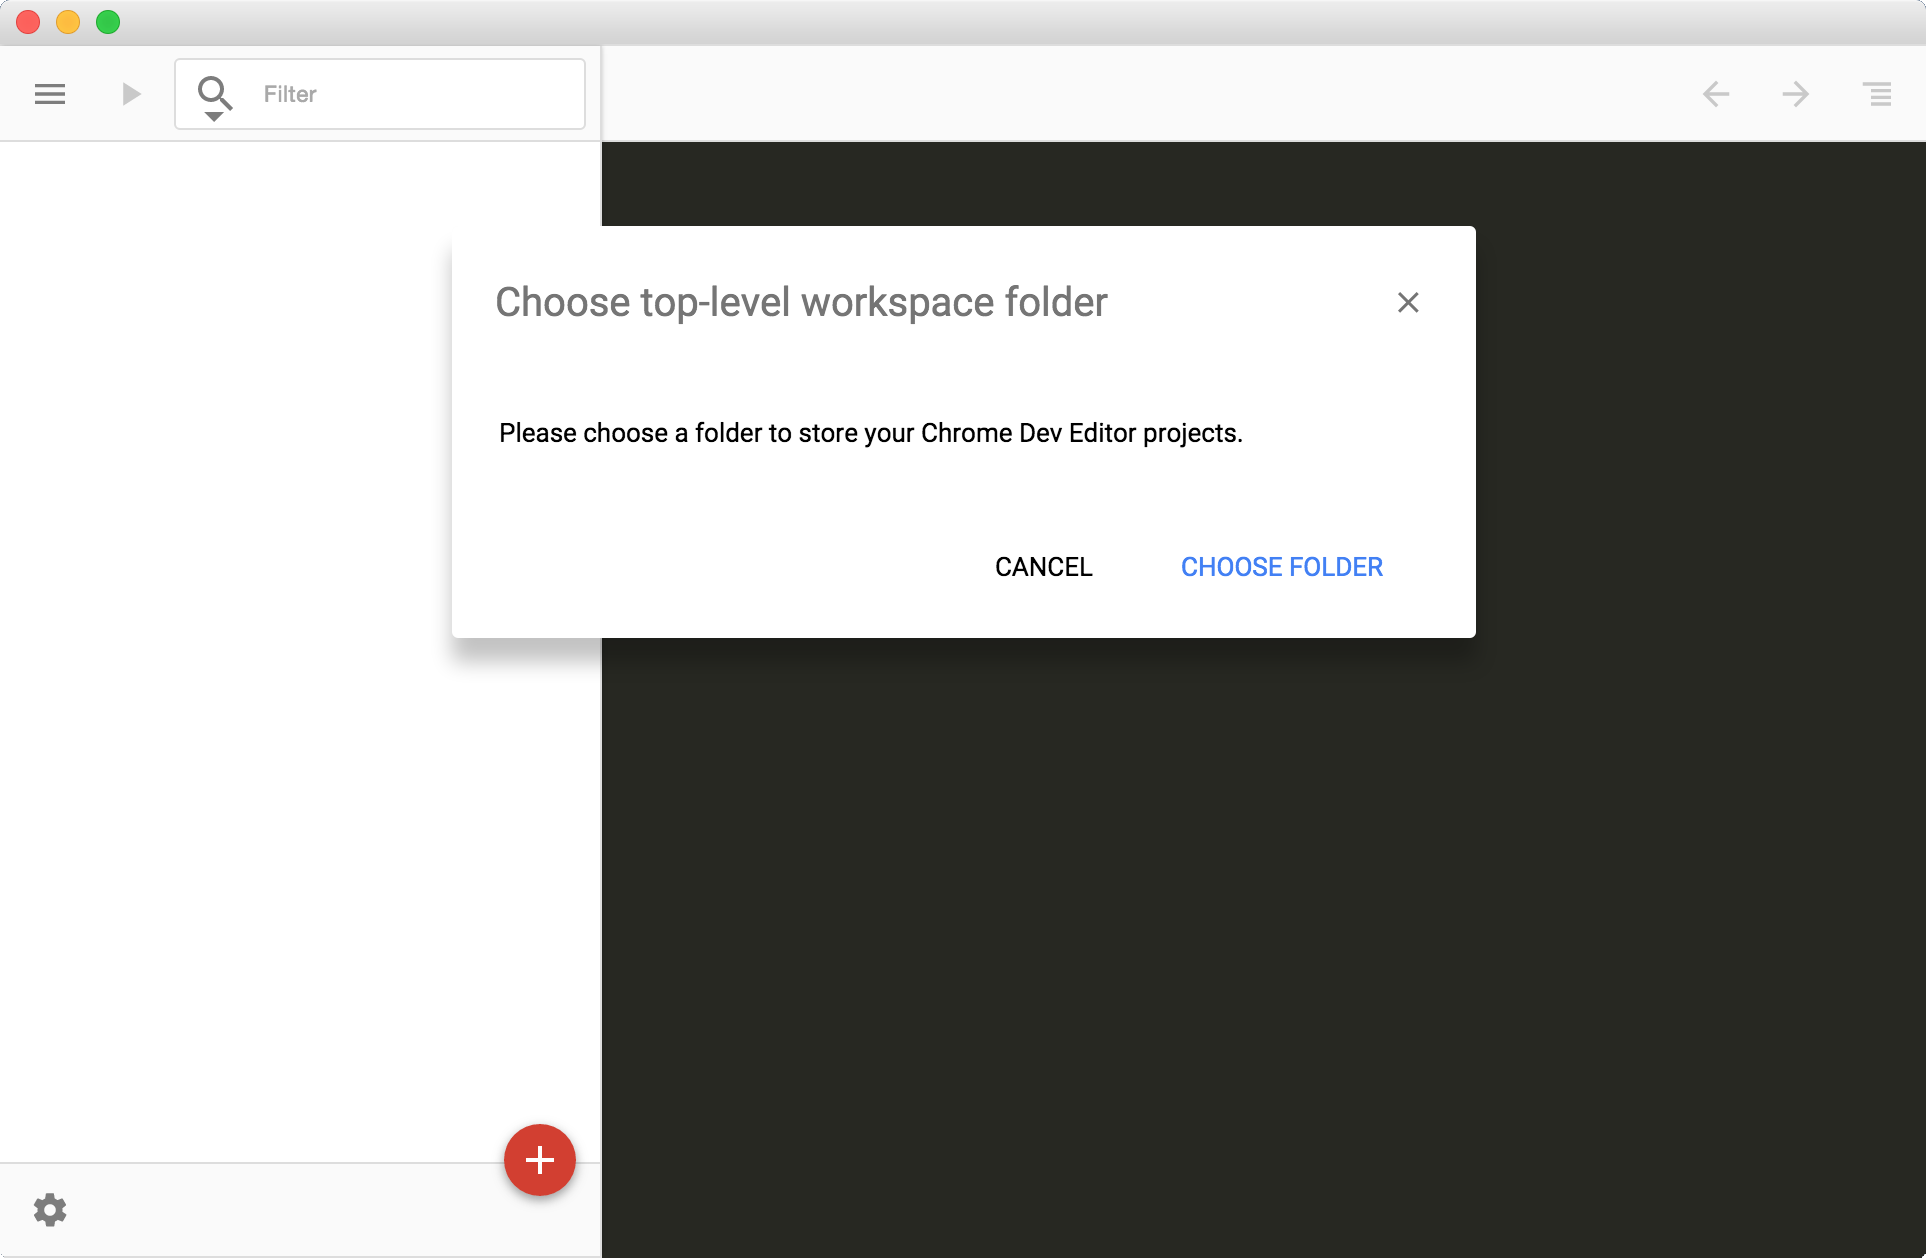 Filter
Choose top-level workspace folder
Please choose a folder to store your Chrome Dev Editor projects.
CANCEL CHOOSE FOLDER